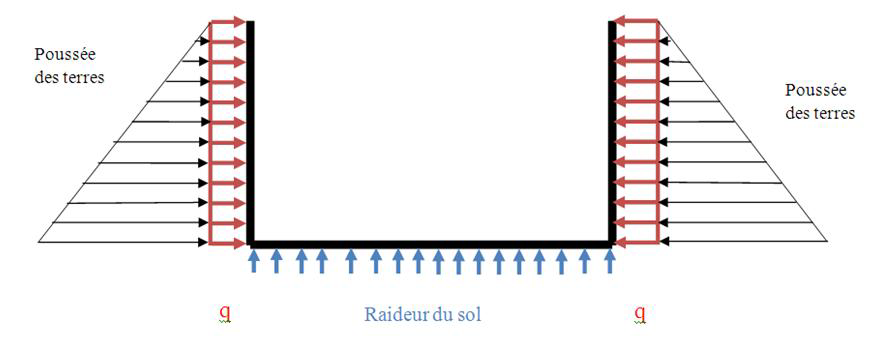 Poussée
des terres
Poussée
des terres
q
Raideur du sol
q